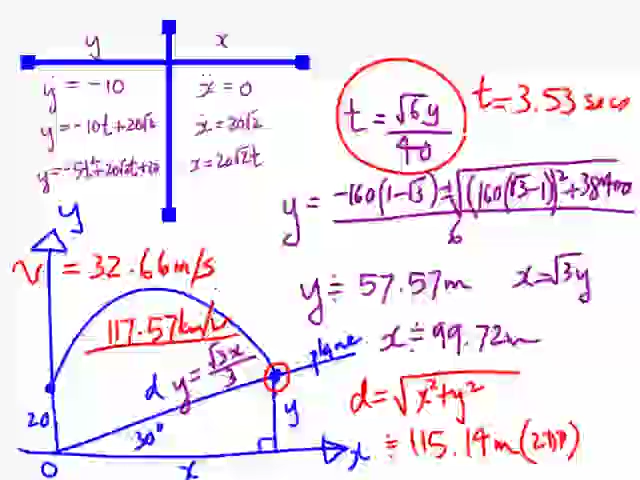 y x
ÿ = -10 ẍ = 0
ẏ = -10t + 20√2 ẋ = 20√2
y = -5t² + 20√2t + 20 x = 20√2t
t = √6y / 40
t = 3.53 secs
y = -160(1-√3) ± √((160(√3-1))² + 38400) / 6
y ≑ 57.57m x = √3y
x ≑ 99.72m
d = √x² + y²
≑ 115.14m (2DP)
y
V = 32.66m/s
117.57km/h
d y = √3x / 3
plane
20
30°
y
O x x